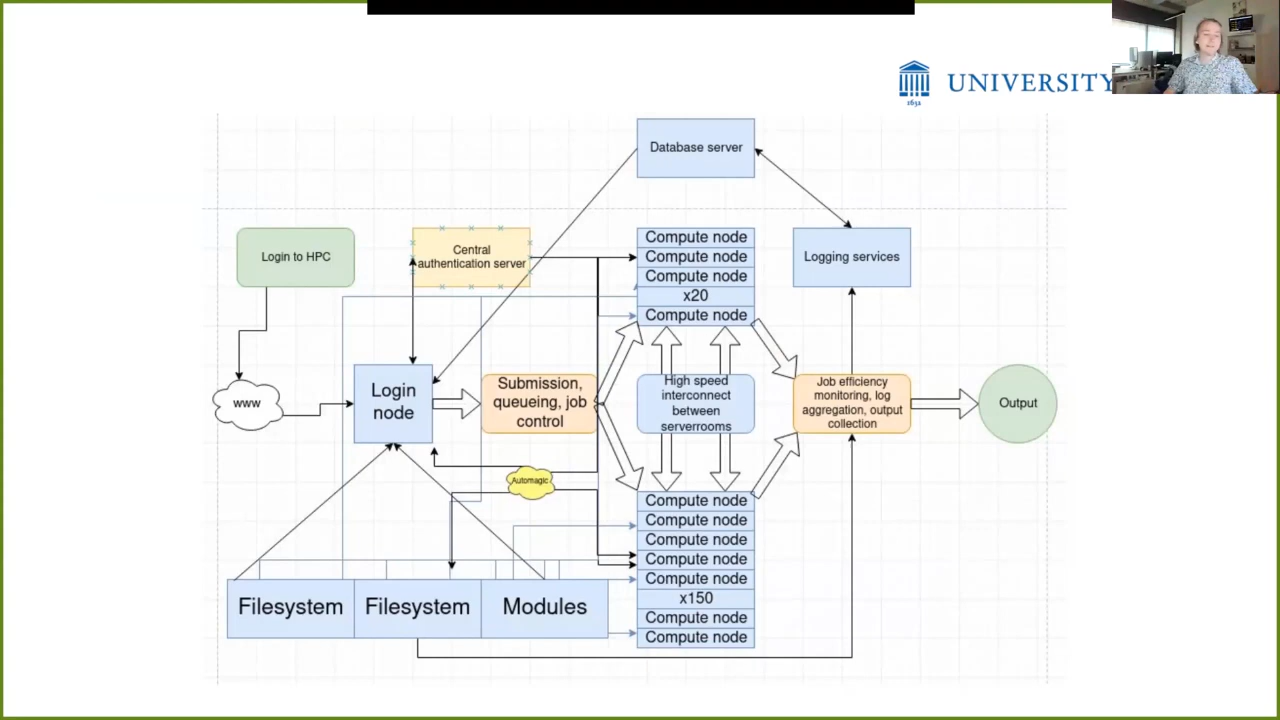 UNIVERSITY
1632
Database server
Login to HPC
Central
authentication server
Compute node
Compute node
Compute node
x20
Compute node
Logging services
www
Login
node
Submission,
queueing, job
control
High speed
interconnect
between
serverrooms
Job efficiency
monitoring, log
aggregation, output
collection
Output
Automagic
Compute node
Compute node
Compute node
Compute node
Compute node
x150
Compute node
Compute node
Filesystem
Filesystem
Modules